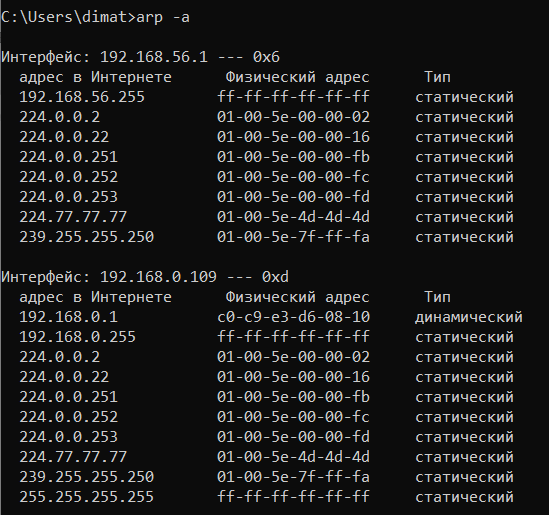 C:\Users\dimat>arp -a
Интерфейс: 192.168.56.1 --- 0x6
адрес в Интернете Физический адрес Тип
192.168.56.255 ff-ff-ff-ff-ff-ff статический
224.0.0.2 01-00-5e-00-00-02 статический
224.0.0.22 01-00-5e-00-00-16 статический
224.0.0.251 01-00-5e-00-00-fb статический
224.0.0.252 01-00-5e-00-00-fc статический
224.0.0.253 01-00-5e-00-00-fd статический
224.77.77.77 01-00-5e-4d-4d-4d статический
239.255.255.250 01-00-5e-7f-ff-fa статический
Интерфейс: 192.168.0.109 --- 0xd
адрес в Интернете Физический адрес Тип
192.168.0.1 c0-c9-e3-d6-08-10 динамический
192.168.0.255 ff-ff-ff-ff-ff-ff статический
224.0.0.2 01-00-5e-00-00-02 статический
224.0.0.22 01-00-5e-00-00-16 статический
224.0.0.251 01-00-5e-00-00-fb статический
224.0.0.252 01-00-5e-00-00-fc статический
224.0.0.253 01-00-5e-00-00-fd статический
224.77.77.77 01-00-5e-4d-4d-4d статический
239.255.255.250 01-00-5e-7f-ff-fa статический
255.255.255.255 ff-ff-ff-ff-ff-ff статический